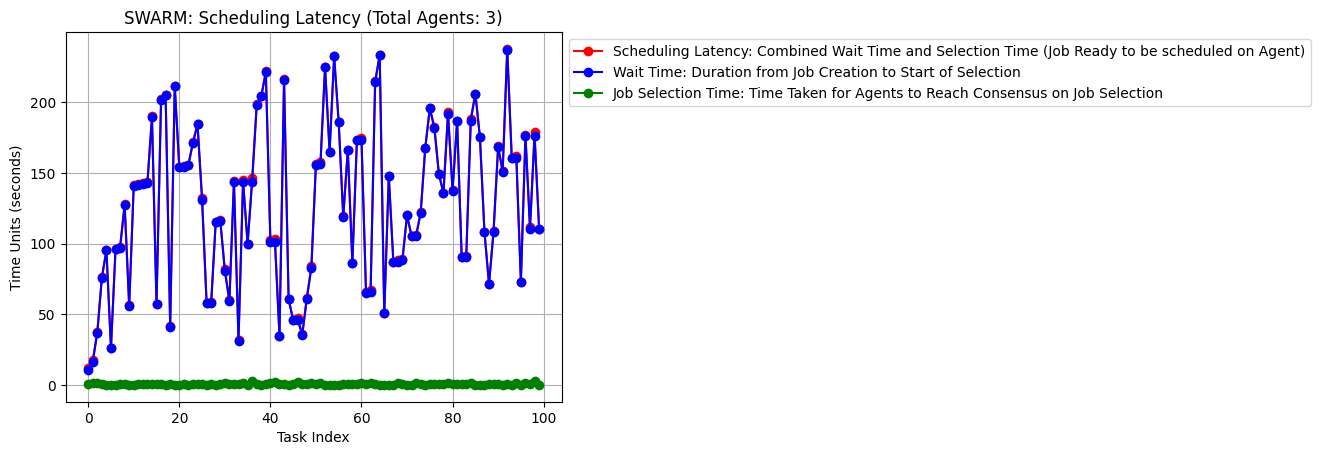 SWARM: Scheduling Latency (Total Agents: 3)
Scheduling Latency: Combined Wait Time and Selection Time (Job Ready to be scheduled on Agent)
Wait Time: Duration from Job Creation to Start of Selection
Job Selection Time: Time Taken for Agents to Reach Consensus on Job Selection
Time Units (seconds)
200
150
100
50
0
0 20 40 60 80 100
Task Index